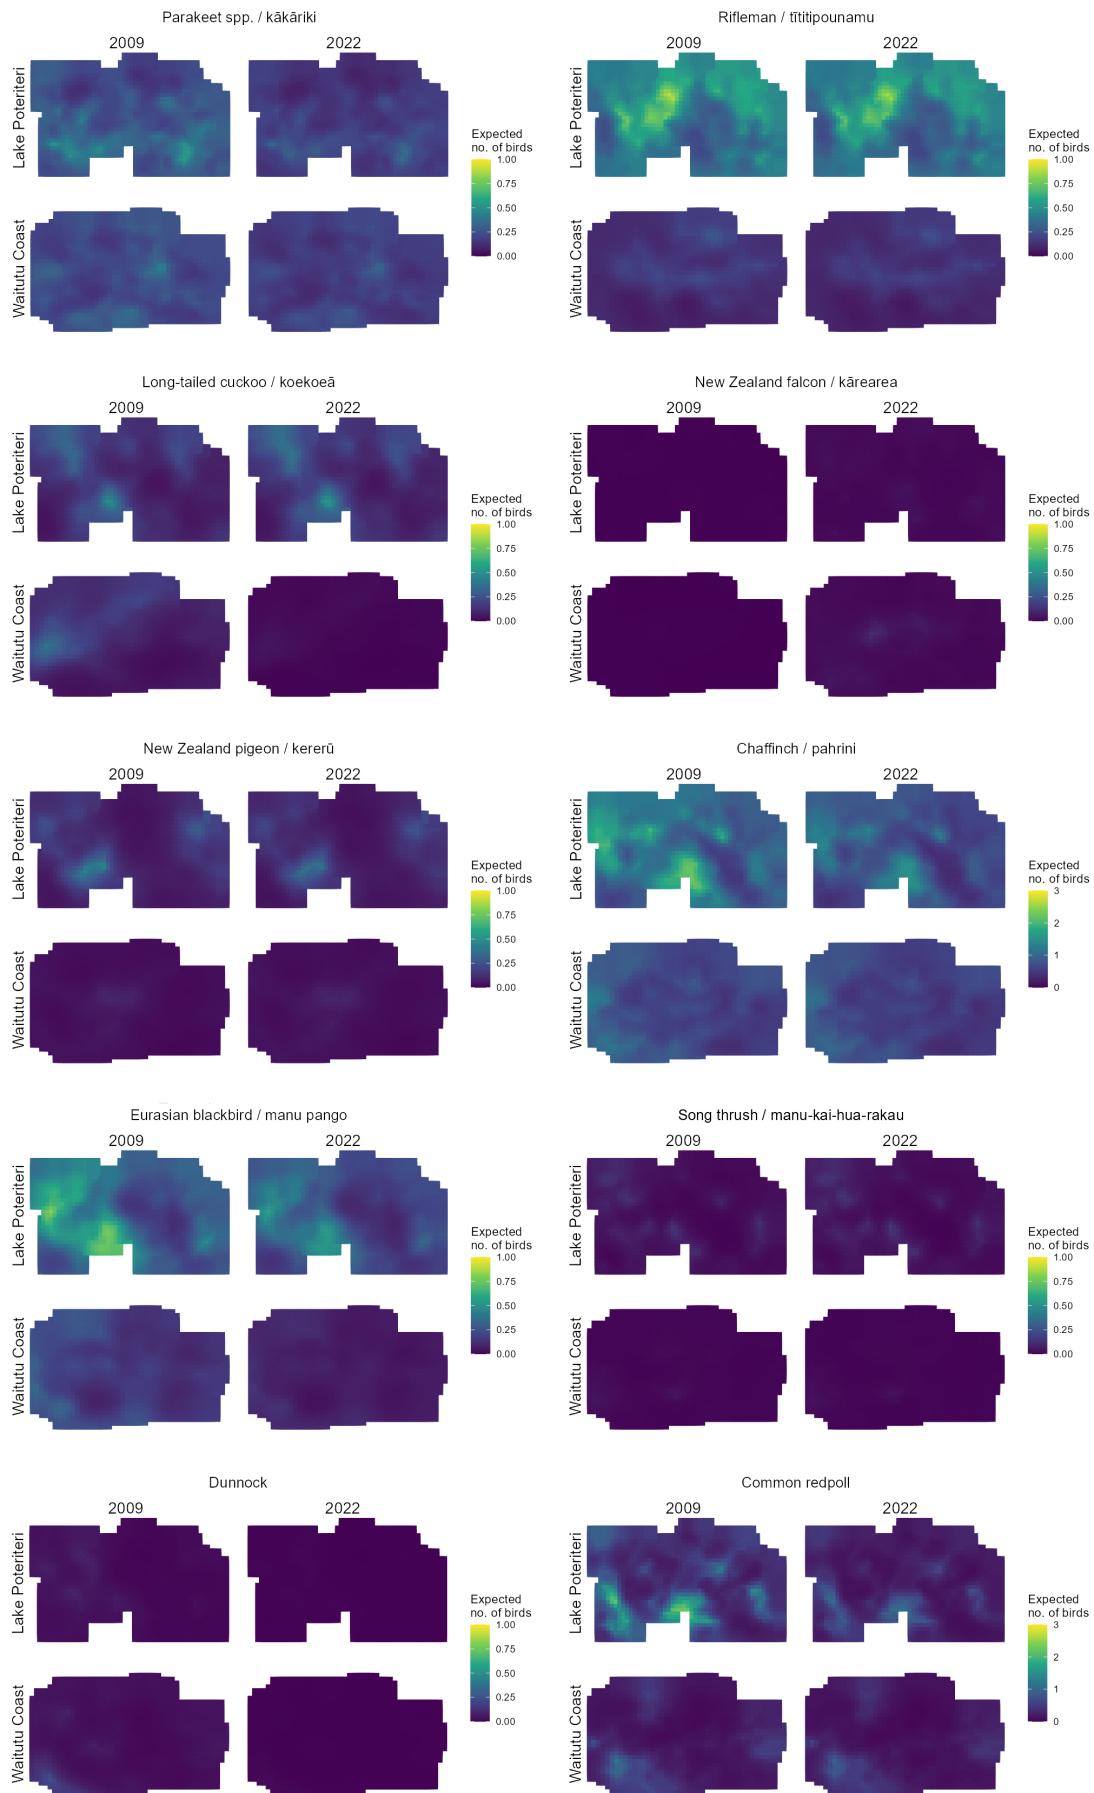 Parakeet spp. / kākāriki
2009
2022
Lake Poteriteri
Waitutu Coast
Expected
no. of birds
1.00
0.75
0.50
0.25
0.00
Rifleman / tītitipounamu
2009
2022
Lake Poteriteri
Waitutu Coast
Expected
no. of birds
1.00
0.75
0.50
0.25
0.00
Long-tailed cuckoo / koekoeā
2009
2022
Lake Poteriteri
Waitutu Coast
Expected
no. of birds
1.00
0.75
0.50
0.25
0.00
New Zealand falcon / kārearea
2009
2022
Lake Poteriteri
Waitutu Coast
Expected
no. of birds
1.00
0.75
0.50
0.25
0.00
New Zealand pigeon / kererū
2009
2022
Lake Poteriteri
Waitutu Coast
Expected
no. of birds
1.00
0.75
0.50
0.25
0.00
Chaffinch / pahrini
2009
2022
Lake Poteriteri
Waitutu Coast
Expected
no. of birds
3
2
1
0
Eurasian blackbird / manu pango
2009
2022
Lake Poteriteri
Waitutu Coast
Expected
no. of birds
1.00
0.75
0.50
0.25
0.00
Song thrush / manu-kai-hua-rakau
2009
2022
Lake Poteriteri
Waitutu Coast
Expected
no. of birds
1.00
0.75
0.50
0.25
0.00
Dunnock
2009
2022
Lake Poteriteri
Waitutu Coast
Expected
no. of birds
1.00
0.75
0.50
0.25
0.00
Common redpoll
2009
2022
Lake Poteriteri
Waitutu Coast
Expected
no. of birds
3
2
1
0